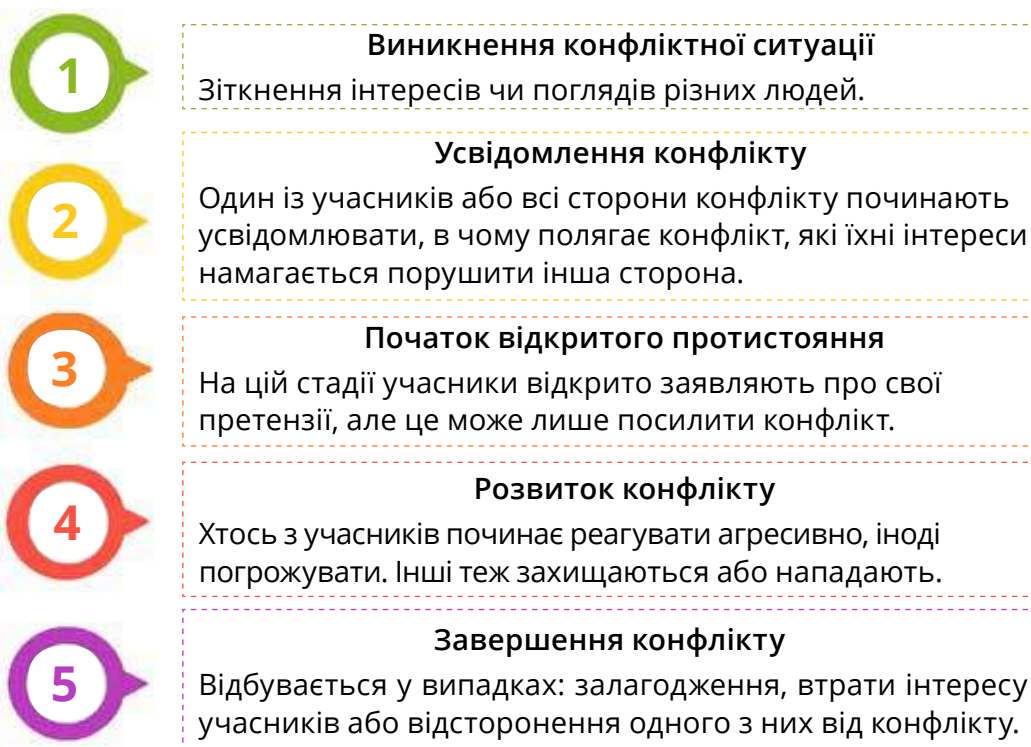 1
Виникнення конфліктної ситуації
Зіткнення інтересів чи поглядів різних людей.
2
Усвідомлення конфлікту
Один із учасників або всі сторони конфлікту починають
усвідомлювати, в чому полягає конфлікт, які їхні інтереси
намагається порушити інша сторона.
3
Початок відкритого протистояння
На цій стадії учасники відкрито заявляють про свої
претензії, але це може лише посилити конфлікт.
4
Розвиток конфлікту
Хтось з учасників починає реагувати агресивно, іноді
погрожувати. Інші теж захищаються або нападають.
5
Завершення конфлікту
Відбувається у випадках: залагодження, втрати інтересу
учасників або відсторонення одного з них від конфлікту.